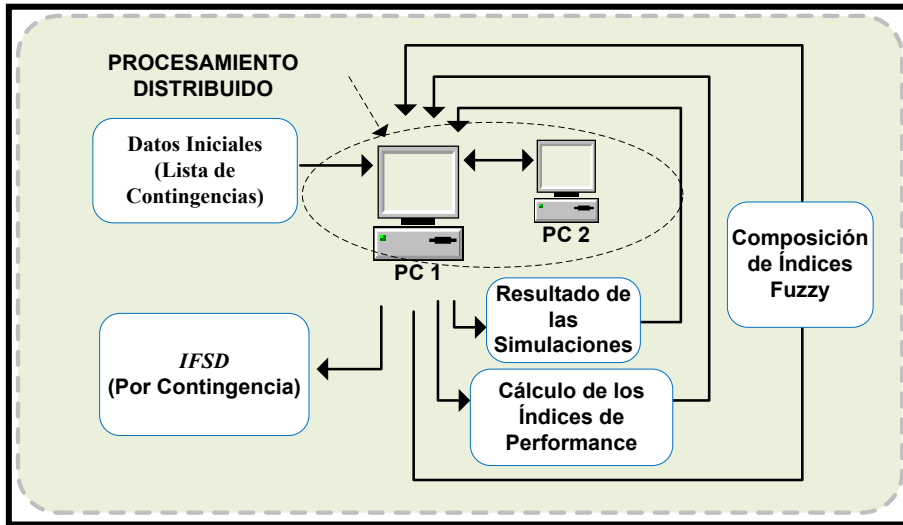 PROCESAMIENTO
DISTRIBUIDO
Datos Iniciales
(Lista de
Contingencias)
PC 1
PC 2
Composición
de Índices
Fuzzy
Resultado de
las
Simulaciones
IFSD
(Por Contingencia)
Cálculo de los
Índices de
Performance